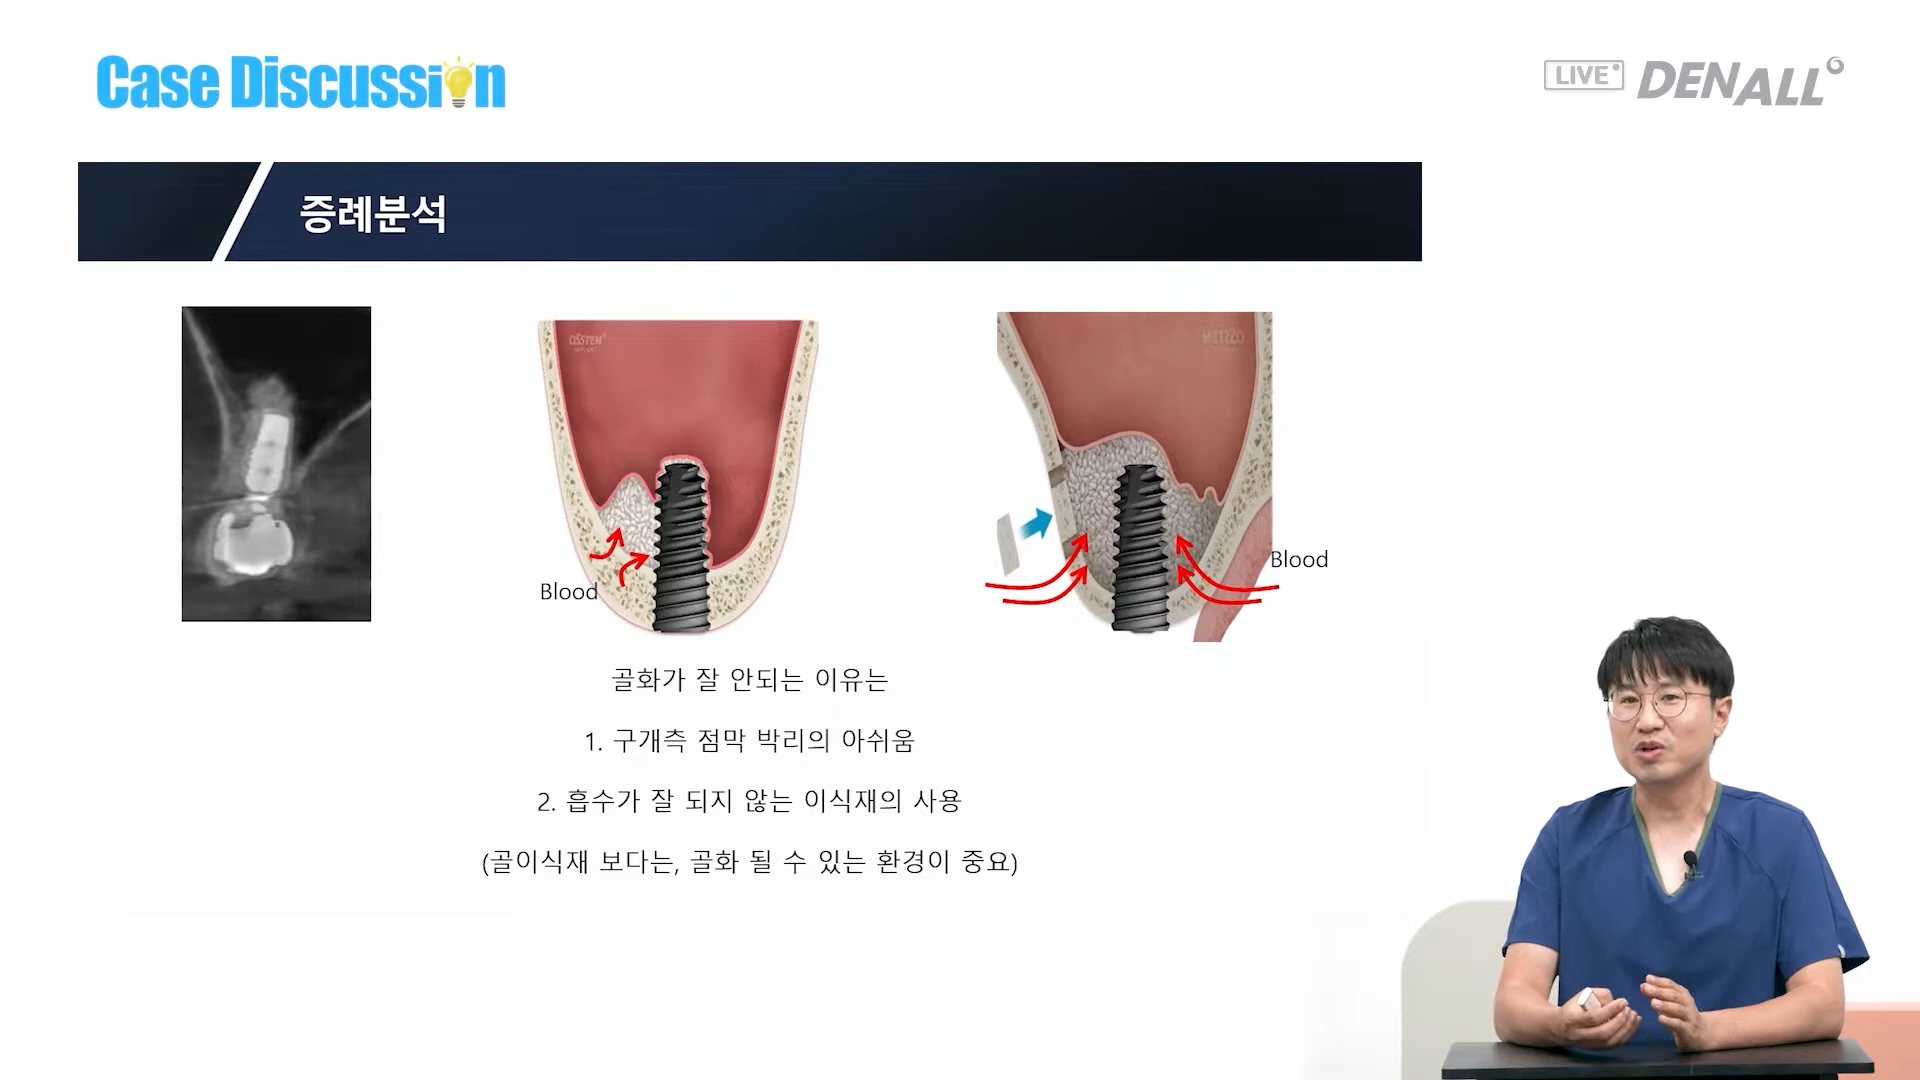 Case Discussion
LIVE
DENALL
증례분석
OSSTEM
IMPLANT
OSSTEM
Blood
Blood
골화가 잘 안되는 이유는
1. 구개측 점막 박리의 아쉬움
2. 흡수가 잘 되지 않는 이식재의 사용
(골이식재 보다는, 골화 될 수 있는 환경이 중요)